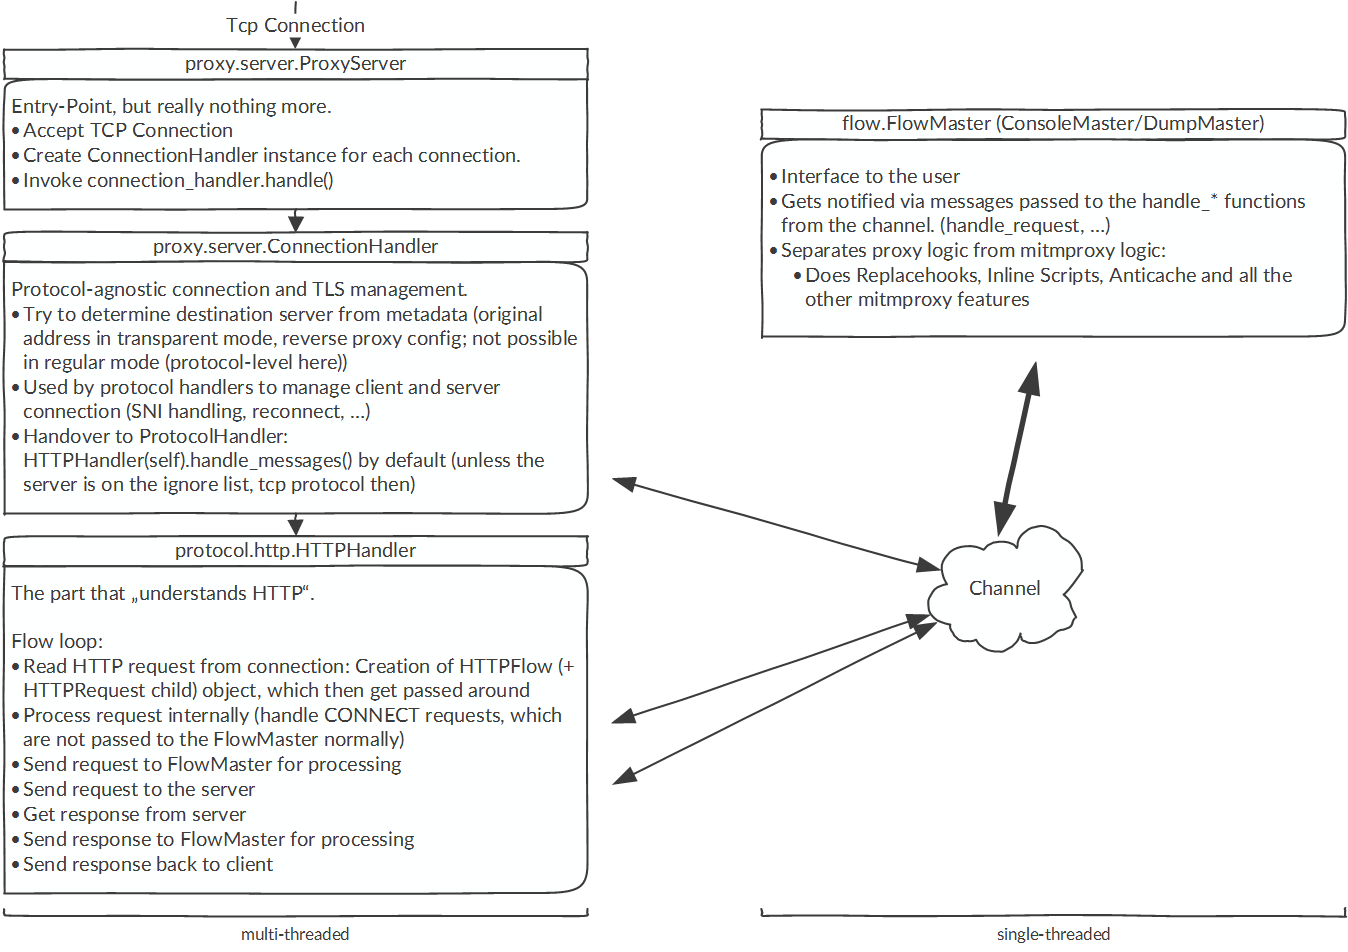 Tcp Connection
proxy.server.ProxyServer
Entry-Point, but really nothing more.
• Accept TCP Connection
• Create ConnectionHandler instance for each connection.
• Invoke connection_handler.handle()
proxy.server.ConnectionHandler
Protocol-agnostic connection and TLS management.
• Try to determine destination server from metadata (original
address in transparent mode, reverse proxy config; not possible
in regular mode (protocol-level here))
• Used by protocol handlers to manage client and server
connection (SNI handling, reconnect, ...)
• Handover to ProtocolHandler:
HTTPHandler(self).handle_messages() by default (unless the
server is on the ignore list, tcp protocol then)
protocol.http.HTTPHandler
The part that „understands HTTP“.
Flow loop:
• Read HTTP request from connection: Creation of HTTPFlow (+
HTTPRequest child) object, which then get passed around
• Process request internally (handle CONNECT requests, which
are not passed to the FlowMaster normally)
• Send request to FlowMaster for processing
• Send request to the server
• Get response from server
• Send response to FlowMaster for processing
• Send response back to client
multi-threaded
flow.FlowMaster (ConsoleMaster/DumpMaster)
• Interface to the user
• Gets notified via messages passed to the handle_* functions
from the channel. (handle_request, ...)
• Separates proxy logic from mitmproxy logic:
• Does Replacehooks, Inline Scripts, Anticache and all the
other mitmproxy features
Channel
single-threaded